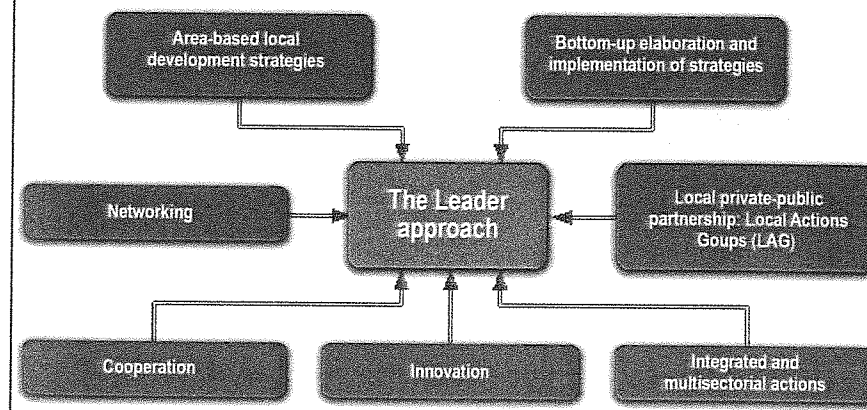 Area-based local
development strategies
Bottom-up elaboration and
implementation of strategies
Networking
The Leader
approach
Local private-public
partnership: Local Actions
Goups (LAG)
Cooperation
Innovation
Integrated and
multisectorial actions